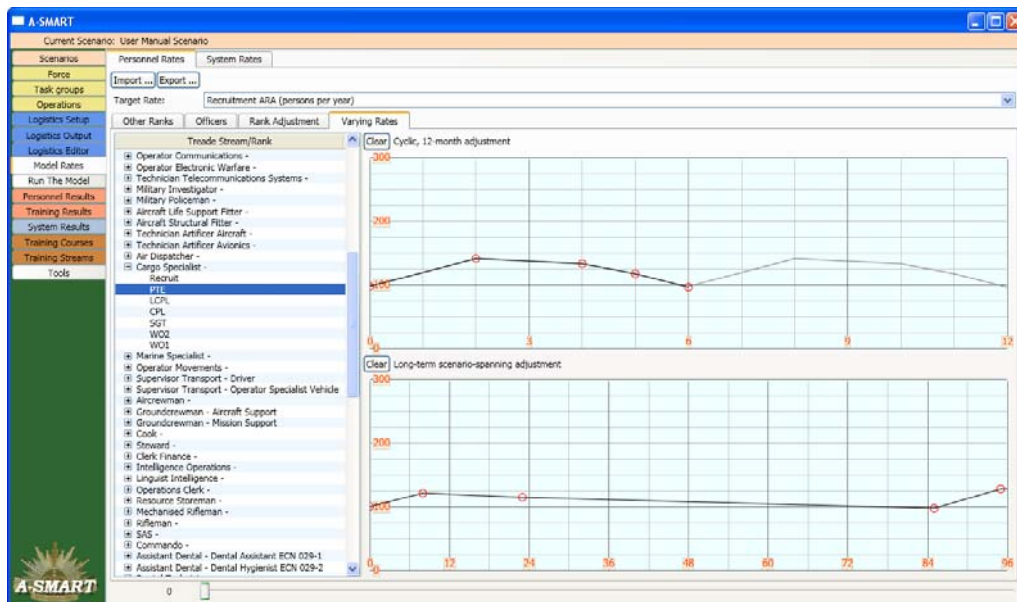 A-SMART
Current Scenario: User Manual Scenario
Scenarios
Force
Task groups
Operations
Logistics Setup
Logistics Output
Logistics Editor
Model Rates
Run The Model
Personnel Results
Training Results
System Results
Training Courses
Training Streams
Tools
A-SMART
Personnel Rates System Rates
Import ... Export ...
Target Rate: Recruitment ARA (persons per year)
Other Ranks Officers Rank Adjustment Varying Rates
Treade Stream/Rank
Operator Communications -
Operator Electronic Warfare -
Technician Telecommunications Systems -
Military Investigator -
Military Policeman -
Aircraft Life Support Fitter -
Aircraft Structural Fitter -
Technician Artificer Aircraft -
Technician Artificer Avionics -
Air Dispatcher -
Cargo Specialist -
Recruit
PTE
LCPL
CPL
SGT
WO2
WO1
Marine Specialist -
Operator Movements -
Supervisor Transport - Driver
Supervisor Transport - Operator Specialist Vehicle
Aircrewman -
Groundcrewman - Aircraft Support
Groundcrewman - Mission Support
Cook -
Steward -
Clerk Finance -
Intelligence Operations -
Linguist Intelligence -
Operations Clerk -
Resource Storeman -
Mechanised Rifleman -
Rifleman -
SAS -
Commando -
Assistant Dental - Dental Assistant ECN 029-1
Assistant Dental - Dental Hygienist ECN 029-2
Clear Cyclic, 12-month adjustment
300
200
100
0
0 3 6 9 12
Clear Long-term scenario-spanning adjustment
300
200
100
0
0 12 24 36 48 60 72 84 96
0